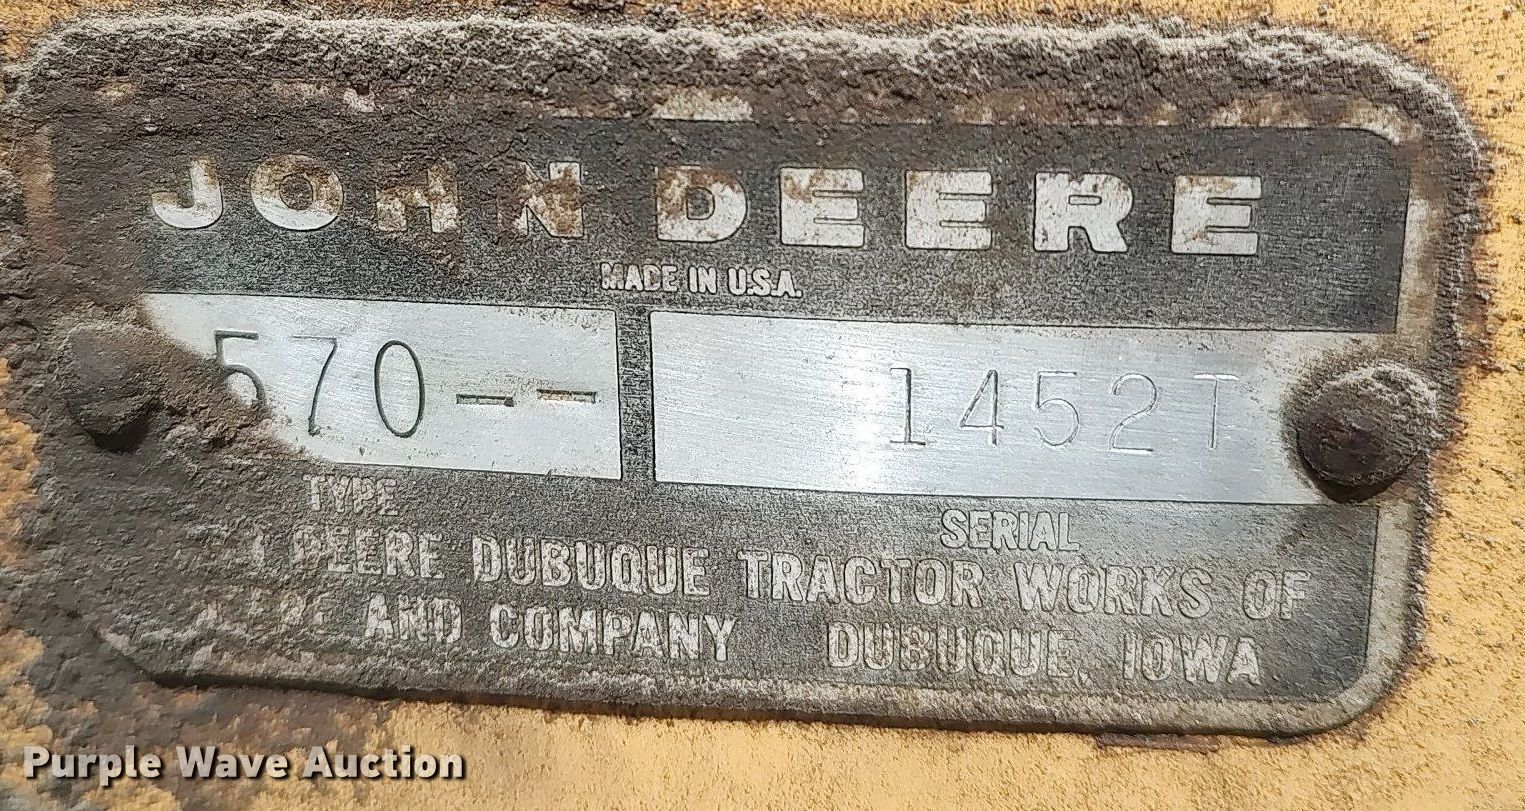 JOHN DEERE
MADE IN U.S.A.
570-- 1452T
TYPE SERIAL
DEERE DUBUQUE TRACTOR WORKS OF
DEERE AND COMPANY DUBUQUE, IOWA
Purple Wave Auction